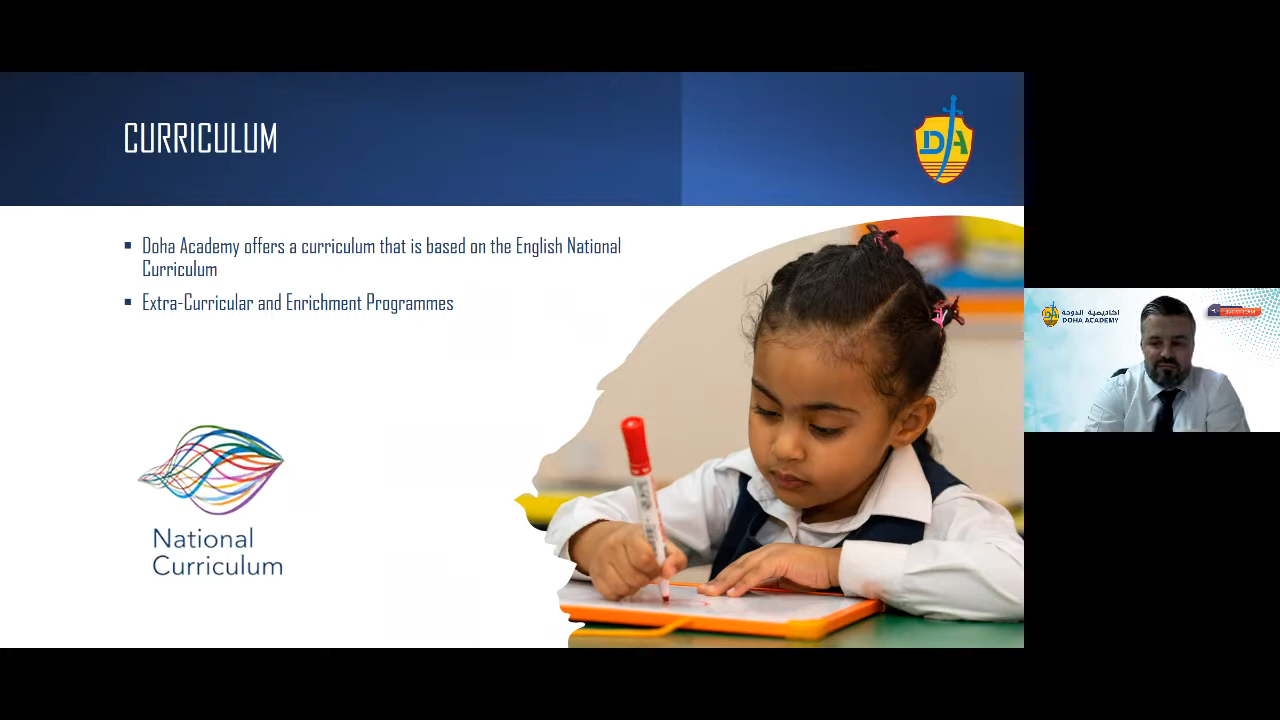 CURRICULUM
DA
▪ Doha Academy offers a curriculum that is based on the English National
Curriculum
▪ Extra-Curricular and Enrichment Programmes
National
Curriculum
أكاديمية الدوحة
DOHA ACADEMY